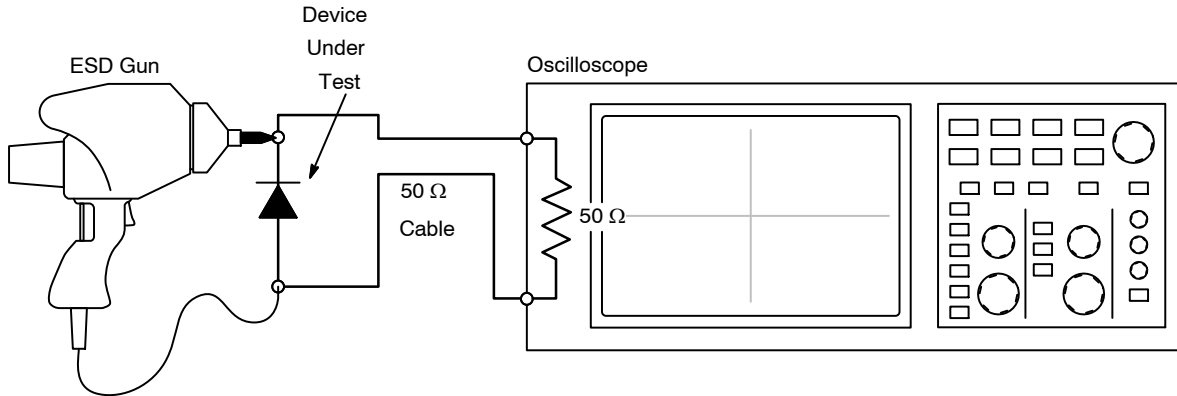 Device
Under
Test
ESD Gun
Oscilloscope
50 Ω
Cable
50 Ω